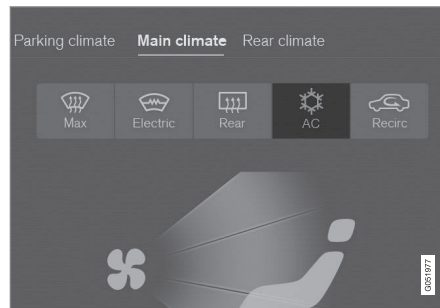 Parking climate Main climate Rear climate
Max Electric Rear AC Recirc
G051977